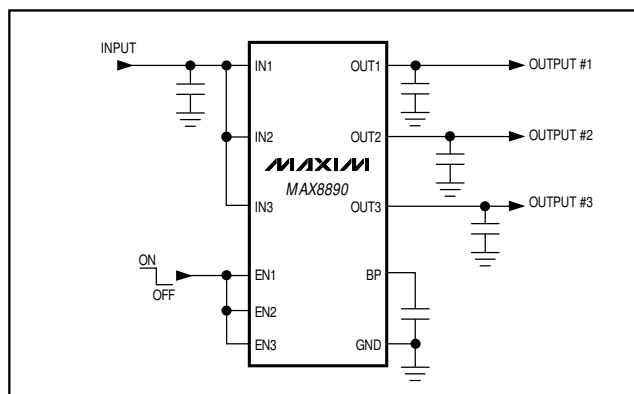 INPUT
IN1
OUT1
OUTPUT #1
IN2
OUT2
OUTPUT #2
MAXIM
MAX8890
IN3
OUT3
OUTPUT #3
ON
OFF
EN1
BP
EN2
EN3
GND